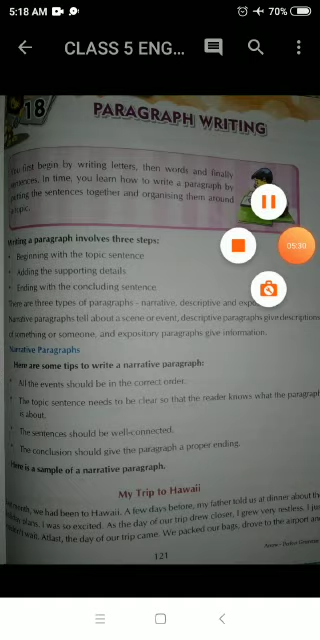 5:18 AM
70%
CLASS 5 ENG...
18
PARAGRAPH WRITING
You first begin by writing letters, then words and finally
sentences. In time, you learn how to write a paragraph by
putting the sentences together and organising them around
a topic.
05:30
Writing a paragraph involves three steps:
• Beginning with the topic sentence
• Adding the supporting details
• Ending with the concluding sentence
There are three types of paragraphs - narrative, descriptive and
Narrative paragraphs tell about a scene or event, descriptive paragraphs give descriptions
of something or someone, and expository paragraphs give information.
Narrative Paragraphs
Here are some tips to write a narrative paragraph:
• All the events should be in the correct order.
• The topic sentence needs to be clear so that the reader knows what the paragraph
is about.
• The sentences should be well-connected.
• The conclusion should give the paragraph a proper ending.
Here is a sample of a narrative paragraph.
My Trip to Hawaii
month, we had been to Hawaii. A few days before, my father told us at dinner about the
plans. I was so excited. As the day of our trip drew closer, I grew very restless. I
wait. Atlast, the day of our trip came. We packed our bags, drove to the airport and
121